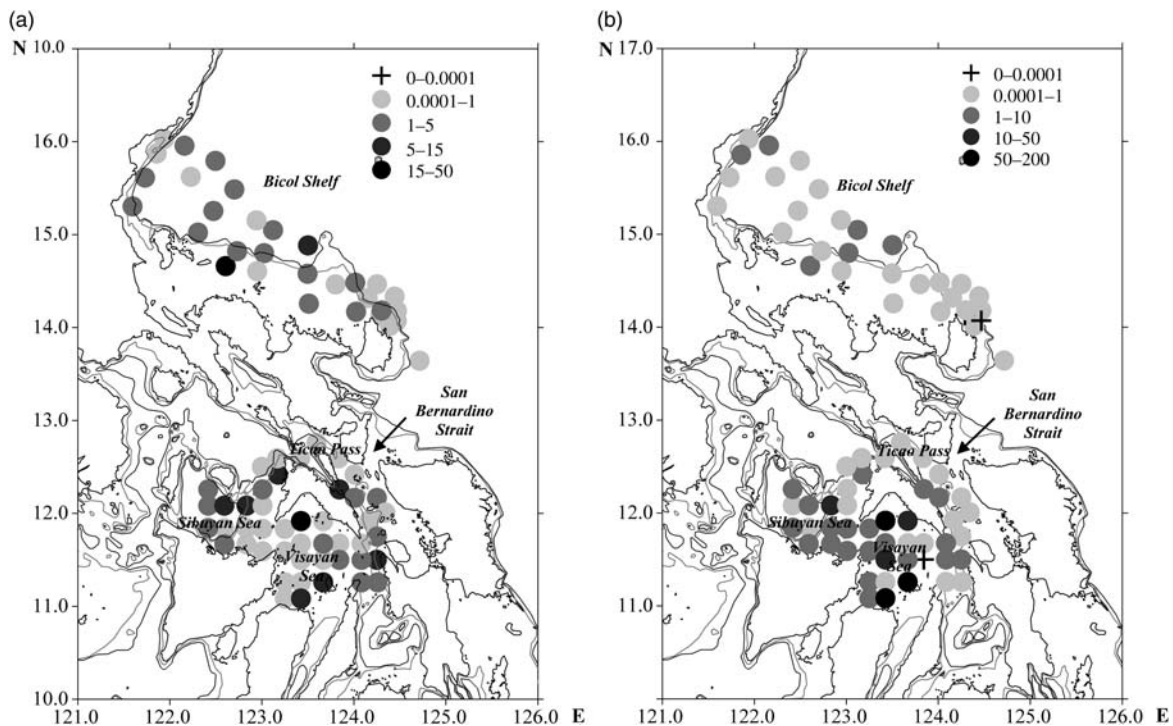 (a)
N 10.0
0–0.0001
0.0001–1
1–5
5–15
15–50
16.0
15.0
14.0
13.0
12.0
11.0
10.0
Bicol Shelf
San
Bernardino
Strait
Tican Pass
Sibuyan Sea
Visayan
Sea
121.0 122.0 123.0 124.0 125.0 126.0 E
(b)
N 17.0
0–0.0001
0.0001–1
1–10
10–50
50–200
16.0
15.0
14.0
13.0
12.0
11.0
10.0
Bicol Shelf
San
Bernardino
Strait
Ticao Pass
Sibuyan Sea
Visayan
Sea
121.0 122.0 123.0 124.0 125.0 126.0 E